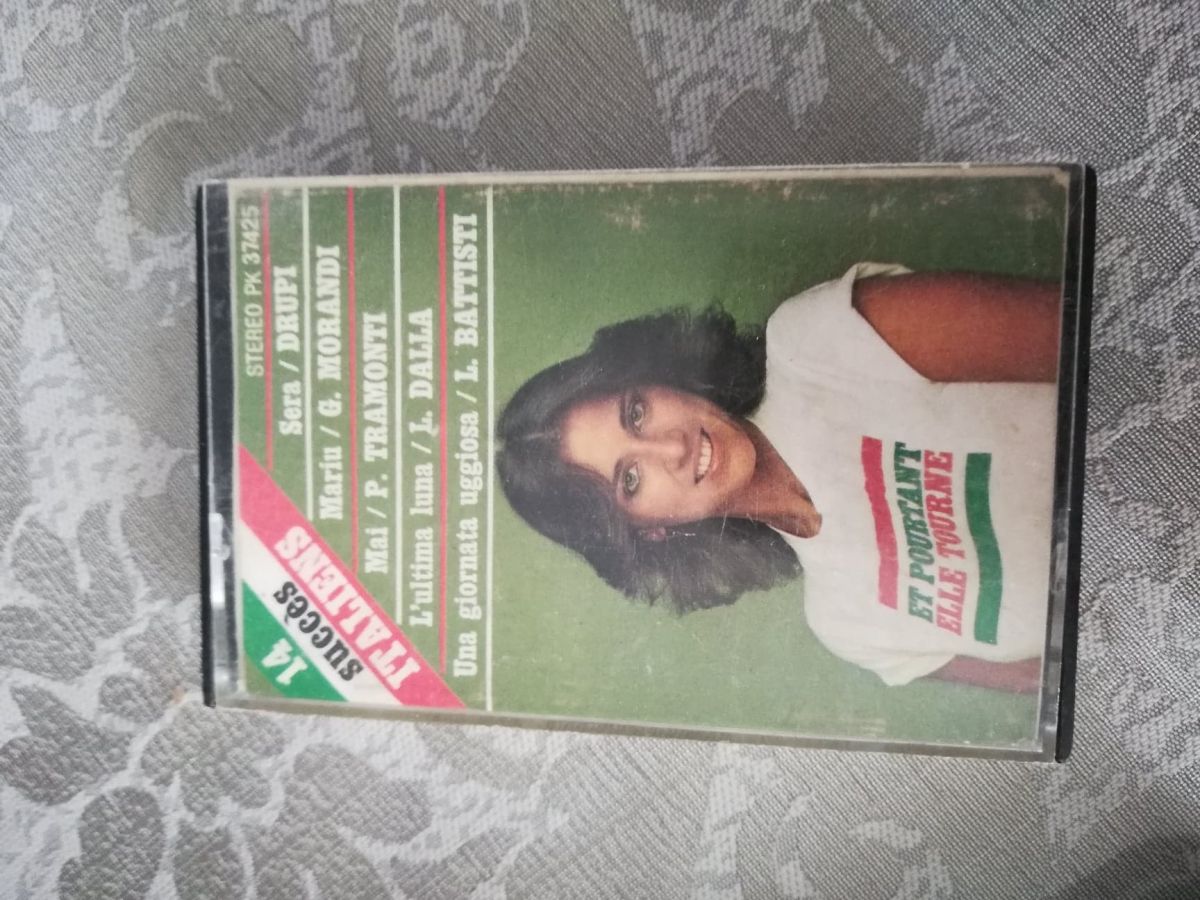 STEREO PK 37425
14
succès
ITALIENS
Sera / DRUPI
Mariu / G. MORANDI
Mai / P. TRAMONTI
L'ultima luna / L. DALLA
Una giornata uggiosa / L. BATTISTI
ET POURTANT
ELLE TOURNE